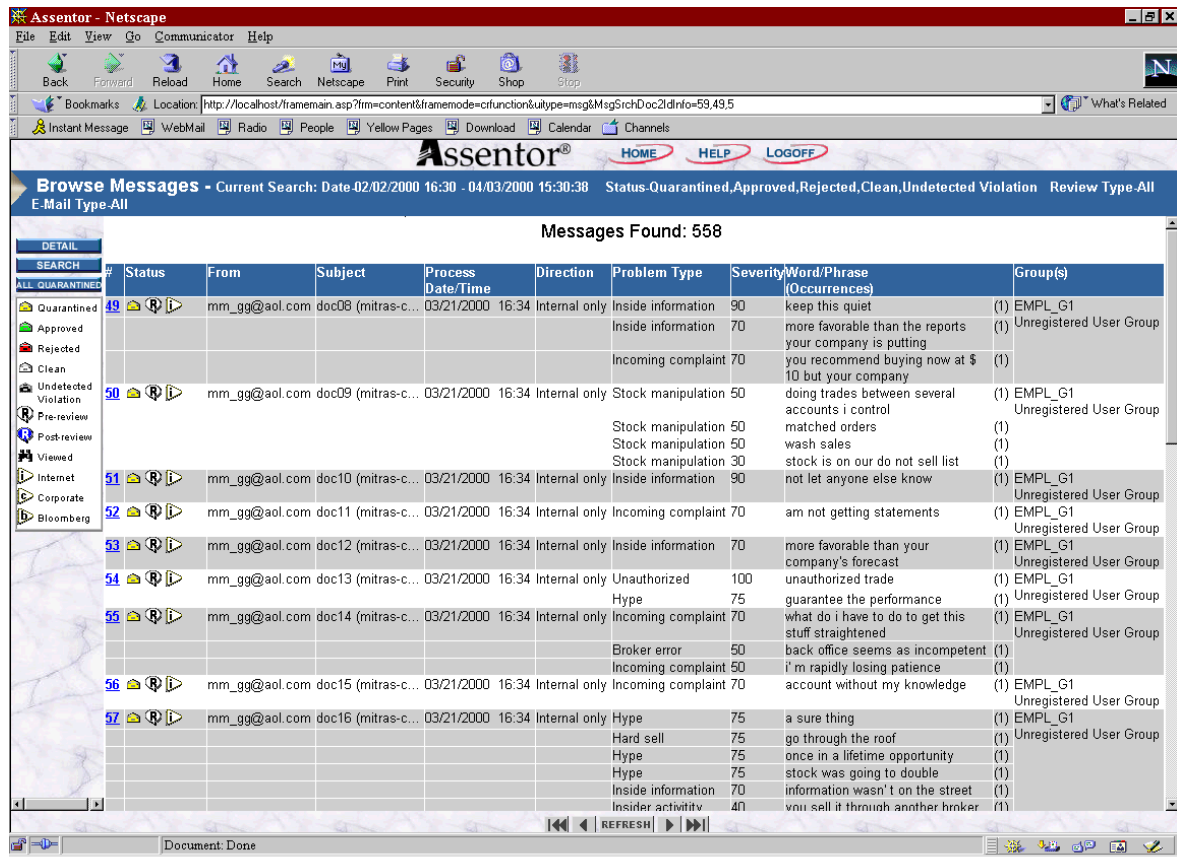 Assentor - Netscape
File Edit View Go Communicator Help
Back Forward Reload Home Search Netscape Print Security Shop Stop
Bookmarks Location: http://localhost/framemain.asp?frm=content&framemode=crfunction&uitype=msg&MsgSrchDoc2IdInfo=59,49,5 What's Related
Instant Message WebMail Radio People Yellow Pages Download Calendar Channels
Assentor® HOME HELP LOGOFF
Browse Messages - Current Search: Date-02/02/2000 16:30 - 04/03/2000 15:30:38 Status-Quarantined,Approved,Rejected,Clean,Undetected Violation Review Type-All
E-Mail Type-All
Messages Found: 558
DETAIL
SEARCH
ALL QUARANTINED
Quarantined
Approved
Rejected
Clean
Undetected
Violation
Pre-review
Post-review
Viewed
Internet
Corporate
Bloomberg
# Status From Subject Process Direction Problem Type Severity Word/Phrase Group(s)
Date/Time (Occurrences)
49 mm_gg@aol.com doc08 (mitras-c... 03/21/2000 16:34 Internal only Inside information 90 keep this quiet (1) EMPL_G1
Inside information 70 more favorable than the reports (1) Unregistered User Group
your company is putting
Incoming complaint 70 you recommend buying now at $ (1)
10 but your company
50 mm_gg@aol.com doc09 (mitras-c... 03/21/2000 16:34 Internal only Stock manipulation 50 doing trades between several (1) EMPL_G1
accounts i control Unregistered User Group
Stock manipulation 50 matched orders (1)
Stock manipulation 50 wash sales (1)
Stock manipulation 30 stock is on our do not sell list (1)
51 mm_gg@aol.com doc10 (mitras-c... 03/21/2000 16:34 Internal only Inside information 90 not let anyone else know (1) EMPL_G1
Unregistered User Group
52 mm_gg@aol.com doc11 (mitras-c... 03/21/2000 16:34 Internal only Incoming complaint 70 am not getting statements (1) EMPL_G1
Unregistered User Group
53 mm_gg@aol.com doc12 (mitras-c... 03/21/2000 16:34 Internal only Inside information 70 more favorable than your (1) EMPL_G1
company's forecast Unregistered User Group
54 mm_gg@aol.com doc13 (mitras-c... 03/21/2000 16:34 Internal only Unauthorized 100 unauthorized trade (1) EMPL_G1
Hype 75 guarantee the performance (1) Unregistered User Group
55 mm_gg@aol.com doc14 (mitras-c... 03/21/2000 16:34 Internal only Incoming complaint 70 what do i have to do to get this (1) EMPL_G1
stuff straightened Unregistered User Group
Broker error 50 back office seems as incompetent (1)
Incoming complaint 50 i' m rapidly losing patience (1)
56 mm_gg@aol.com doc15 (mitras-c... 03/21/2000 16:34 Internal only Incoming complaint 70 account without my knowledge (1) EMPL_G1
Unregistered User Group
57 mm_gg@aol.com doc16 (mitras-c... 03/21/2000 16:34 Internal only Hype 75 a sure thing (1) EMPL_G1
Hard sell 75 go through the roof (1) Unregistered User Group
Hype 75 once in a lifetime opportunity (1)
Hype 75 stock was going to double (1)
Inside information 70 information wasn' t on the street (1)
Insider activitity 40 you sell it through another broker (1)
REFRESH
Document: Done